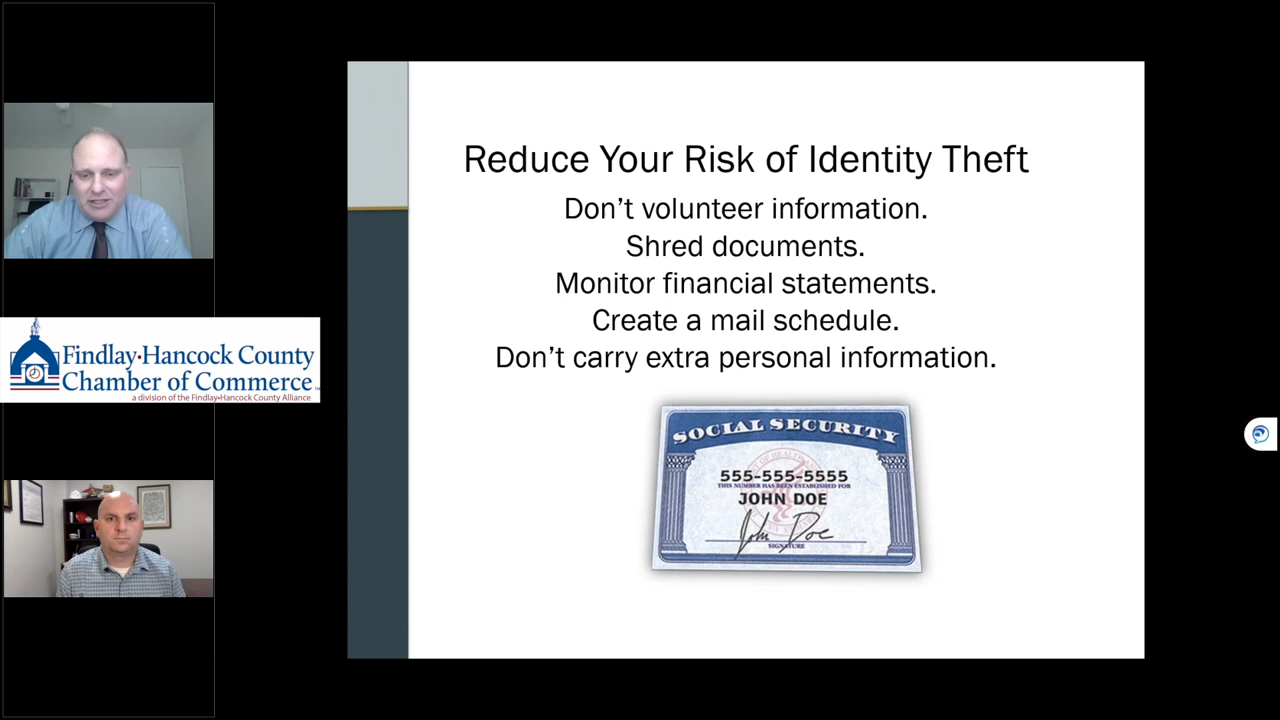 Findlay•Hancock County
Chamber of Commerce
a division of the Findlay•Hancock County Alliance
Reduce Your Risk of Identity Theft
Don’t volunteer information.
Shred documents.
Monitor financial statements.
Create a mail schedule.
Don’t carry extra personal information.
SOCIAL SECURITY
555-555-5555
THIS NUMBER HAS BEEN ESTABLISHED FOR
JOHN DOE
John Doe
SIGNATURE